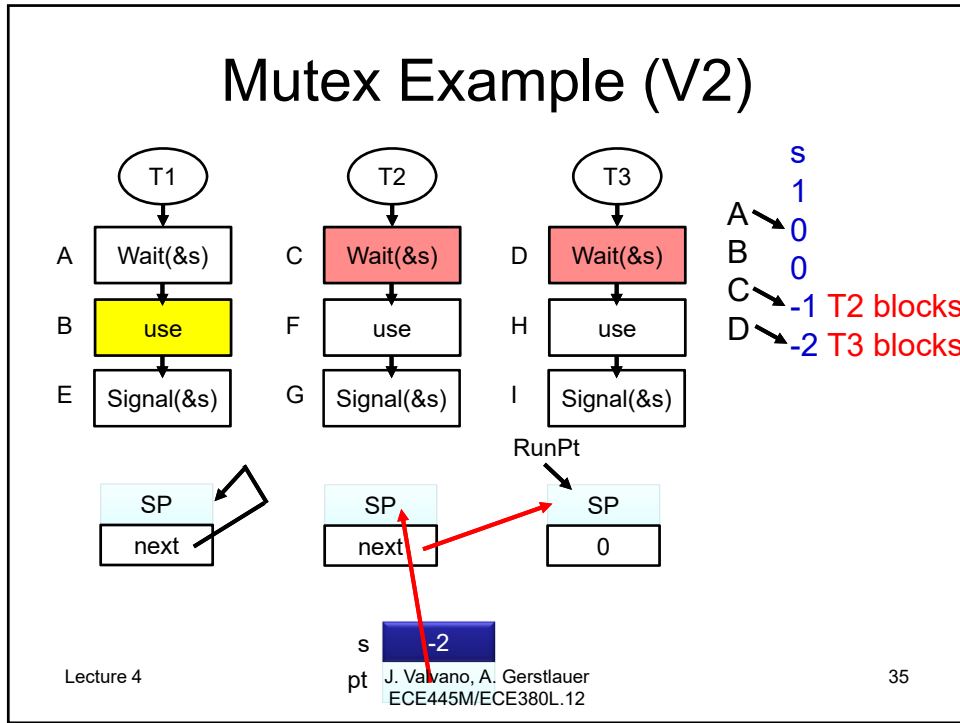 Mutex Example (V2)
T1
A
Wait(&s)
B
use
E
Signal(&s)
T2
C
Wait(&s)
F
use
G
Signal(&s)
T3
D
Wait(&s)
H
use
I
Signal(&s)
s
1
A
0
B
0
C
-1 T2 blocks
D
-2 T3 blocks
RunPt
SP
next
SP
next
SP
0
s
-2
pt
Lecture 4
J. Valvano, A. Gerstlauer
ECE445M/ECE380L.12
35